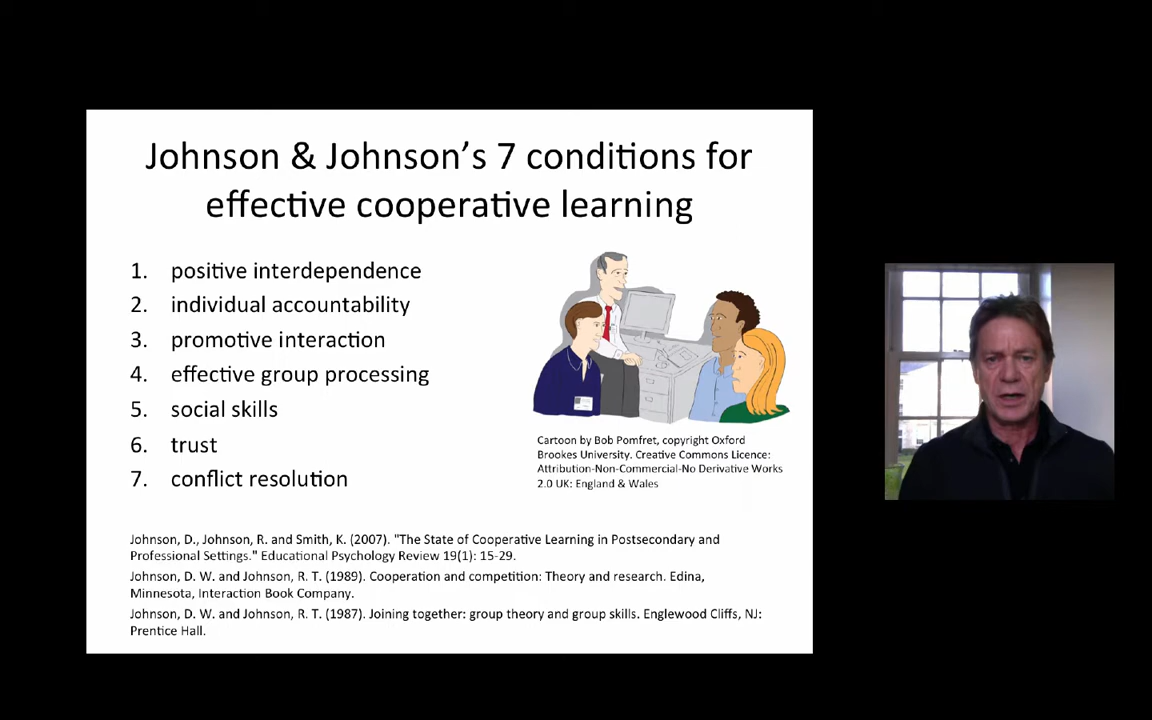 Johnson & Johnson's 7 conditions for
effective cooperative learning
1. positive interdependence
2. individual accountability
3. promotive interaction
4. effective group processing
5. social skills
6. trust
7. conflict resolution
Cartoon by Bob Pomfret, copyright Oxford
Brookes University. Creative Commons Licence:
Attribution-Non-Commercial-No Derivative Works
2.0 UK: England & Wales
Johnson, D., Johnson, R. and Smith, K. (2007). "The State of Cooperative Learning in Postsecondary and
Professional Settings." Educational Psychology Review 19(1): 15-29.
Johnson, D. W. and Johnson, R. T. (1989). Cooperation and competition: Theory and research. Edina,
Minnesota, Interaction Book Company.
Johnson, D. W. and Johnson, R. T. (1987). Joining together: group theory and group skills. Englewood Cliffs, NJ:
Prentice Hall.